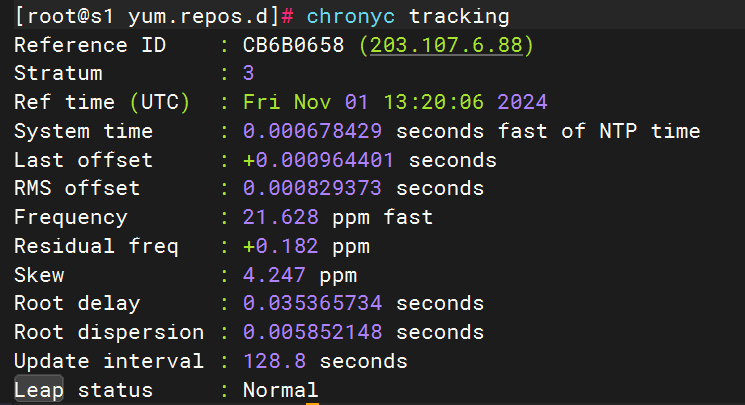 [root@s1 yum.repos.d]# chronyc tracking
Reference ID    : CB6B0658 (203.107.6.88)
Stratum         : 3
Ref time (UTC)  : Fri Nov 01 13:20:06 2024
System time     : 0.000678429 seconds fast of NTP time
Last offset     : +0.000964401 seconds
RMS offset      : 0.000829373 seconds
Frequency       : 21.628 ppm fast
Residual freq   : +0.182 ppm
Skew            : 4.247 ppm
Root delay      : 0.035365734 seconds
Root dispersion : 0.005852148 seconds
Update interval : 128.8 seconds
Leap status     : Normal